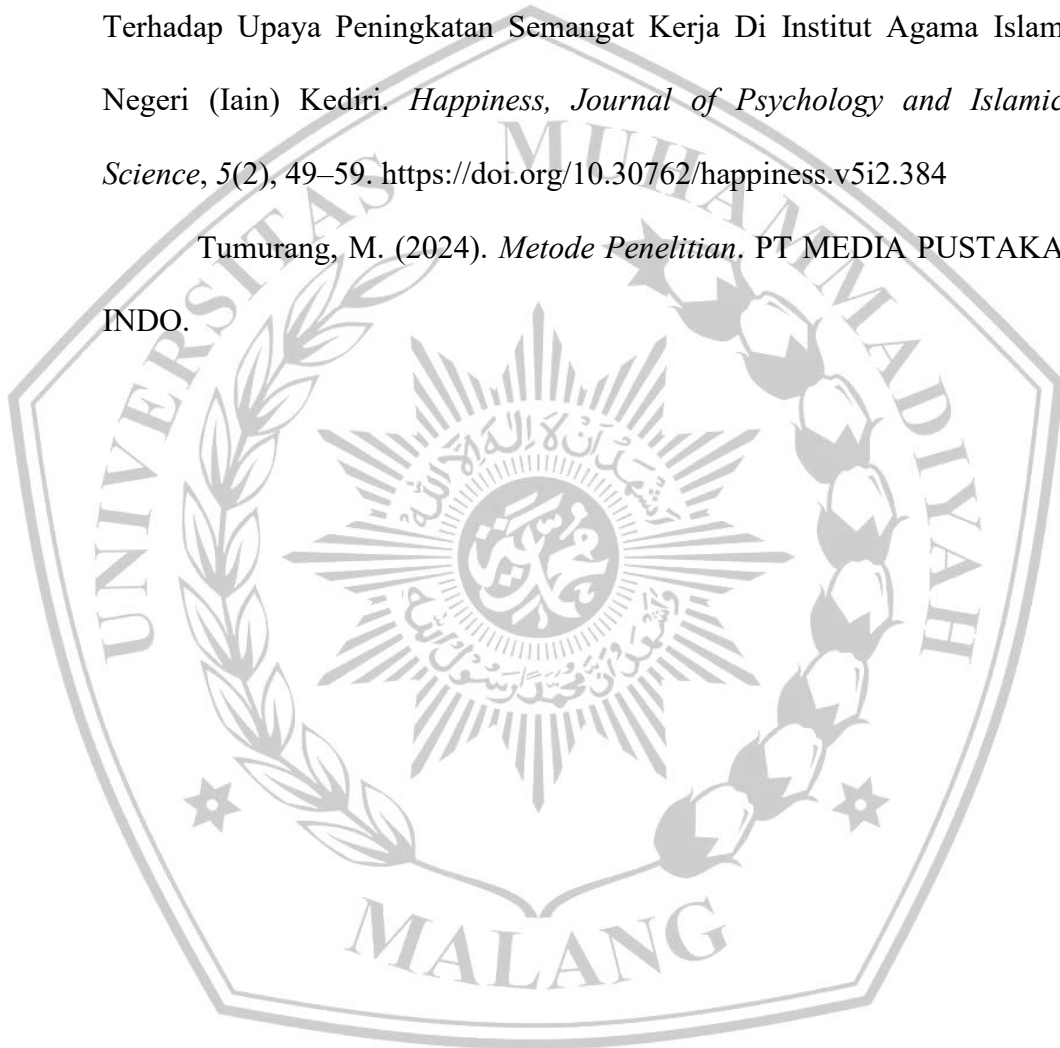 Terhadap Upaya Peningkatan Semangat Kerja Di Institut Agama Islam
Negeri (Iain) Kediri. Happiness, Journal of Psychology and Islamic
Science, 5(2), 49–59. https://doi.org/10.30762/happiness.v5i2.384
Tumurang, M. (2024). Metode Penelitian. PT MEDIA PUSTAKA
INDO.
UNIVERSITAS MUHAMMADIYAH
MALANG